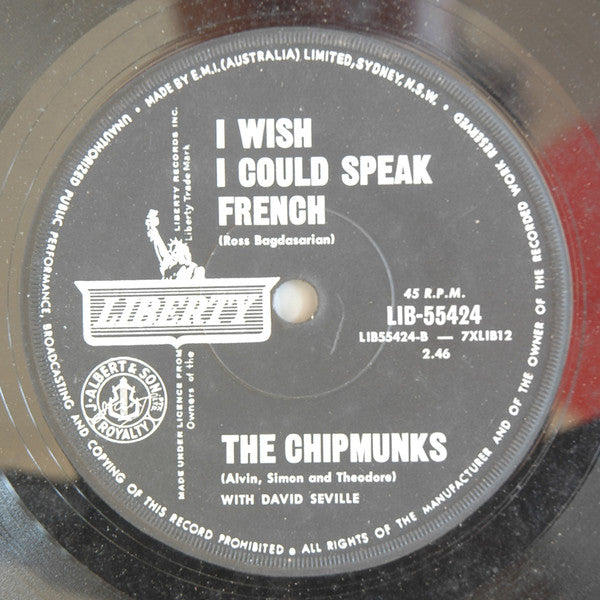 MADE BY E.M.I. (AUSTRALIA) LIMITED, SYDNEY, N.S.W. •
UNAUTHORIZED PUBLIC PERFORMANCE, BROADCASTING AND COPYING OF THIS RECORD PROHIBITED • ALL RIGHTS OF THE MANUFACTURER AND OF THE OWNER OF THE RECORDED WORK RESERVED •
I WISH
I COULD SPEAK
FRENCH
(Ross Bagdasarian)
LIBERTY RECORDS INC.
Liberty Trade Mark
MADE UNDER LICENCE FROM
Owners of the
LIBERTY
45 R.P.M.
LIB-55424
LIB55424-B — 7XLIB12
2.46
J. ALBERT & SON PTY. LTD.
ROYALTY
THE CHIPMUNKS
(Alvin, Simon and Theodore)
WITH DAVID SEVILLE